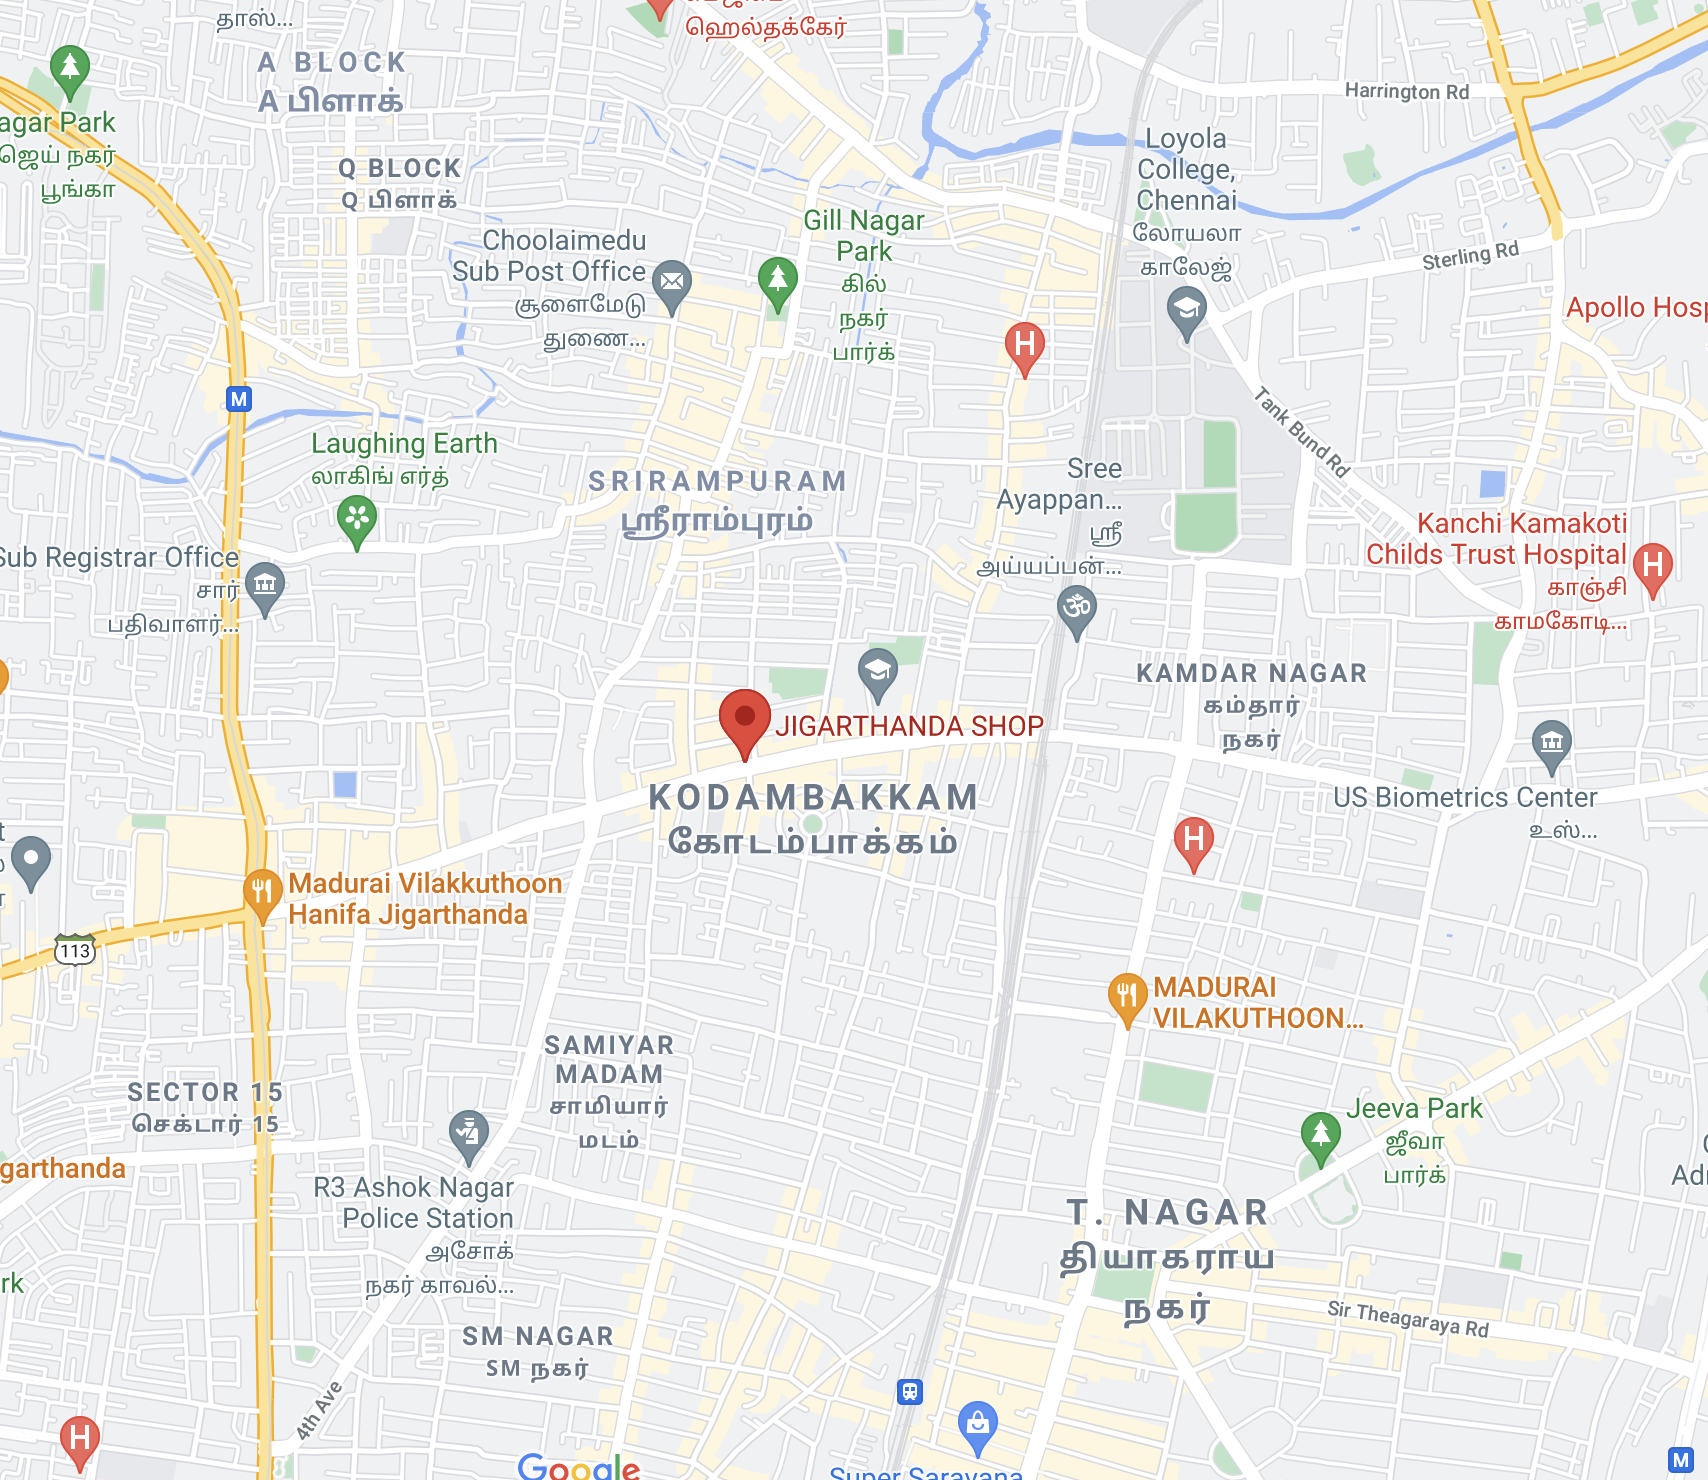 தாஸ்...
ஹெல்தக்கேர்
A BLOCK
A பிளாக்
Harrington Rd
agar Park
ஜெய் நகர்
பூங்கா
Q BLOCK
Q பிளாக்
Loyola
College,
Chennai
லோயலா
காலேஜ்
Gill Nagar
Park
கில்
நகர்
பார்க்
Choolaimedu
Sub Post Office
சூளைமேடு
துணை...
Sterling Rd
Apollo Hosp
H
M
Tank Bund Rd
Laughing Earth
லாகிங் எர்த்
SRIRAMPURAM
ஸ்ரீராம்புரம்
Sree
Ayappan...
ஸ்ரீ
அய்யப்பன்...
Kanchi Kamakoti
Childs Trust Hospital
காஞ்சி
காமகோடி...
H
Sub Registrar Office
சார்
பதிவாளர்...
KAMDAR NAGAR
கம்தார்
நகர்
JIGARTHANDA SHOP
KODAMBAKKAM
கோடம்பாக்கம்
US Biometrics Center
உஸ்...
H
Madurai Vilakkuthoon
Hanifa Jigarthanda
113
MADURAI
VILAKUTHOON...
SAMIYAR
MADAM
சாமியார்
மடம்
SECTOR 15
செக்டார் 15
Jeeva Park
ஜீவா
பார்க்
garthanda
R3 Ashok Nagar
Police Station
அசோக்
நகர் காவல்...
T. NAGAR
தியாகராய
நகர்
rk
Sir Theagaraya Rd
SM NAGAR
SM நகர்
4th Ave
H
M
Google
Super Saravana